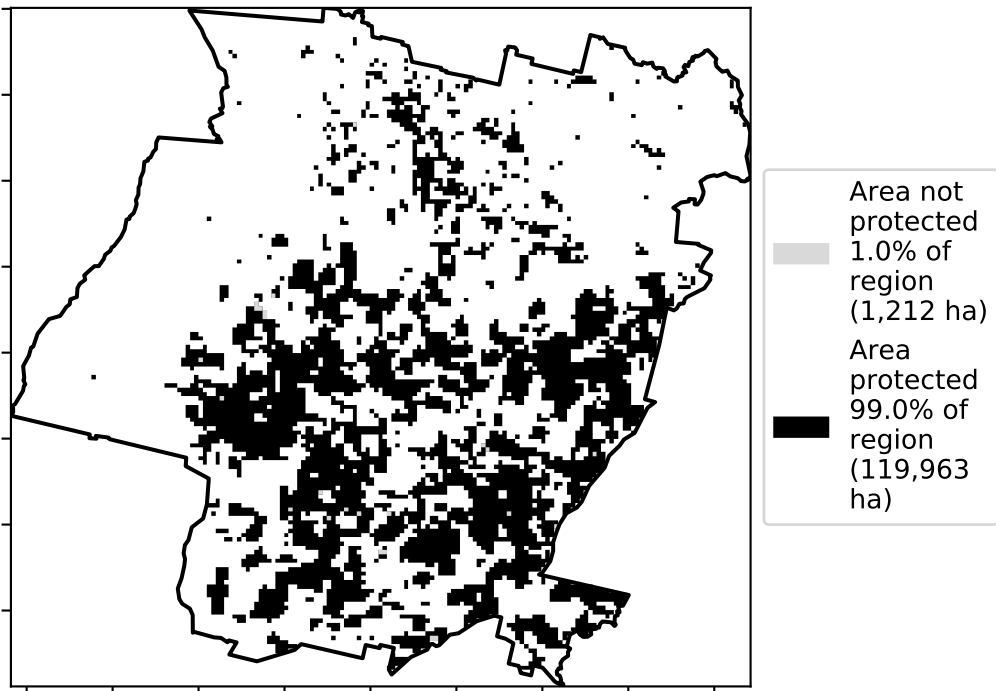 Area not
protected
1.0% of
region
(1,212 ha)
Area
protected
99.0% of
region
(119,963
ha)